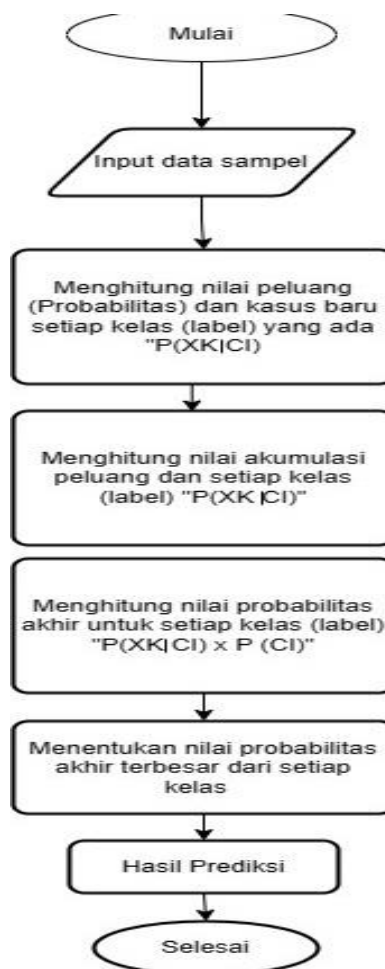 Mulai
Input data sampel
Menghitung nilai peluang
(Probabilitas) dan kasus baru
setiap kelas (label) yang ada
"P(XK|CI)
Menghitung nilai akumulasi
peluang dan setiap kelas
(label) "P(XK|CI)"
Menghitung nilai probabilitas
akhir untuk setiap kelas (label)
"P(XK|CI) x P (CI)"
Menentukan nilai probabilitas
akhir terbesar dari setiap
kelas
Hasil Prediksi
Selesai